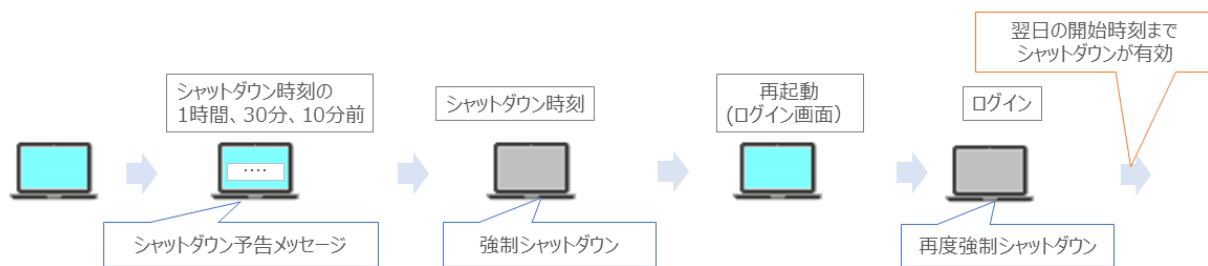 翌日の開始時刻まで
シャットダウンが有効
シャットダウン時刻の
1時間、30分、10分前
シャットダウン時刻
再起動
(ログイン画面)
ログイン
....
シャットダウン予告メッセージ
強制シャットダウン
再度強制シャットダウン